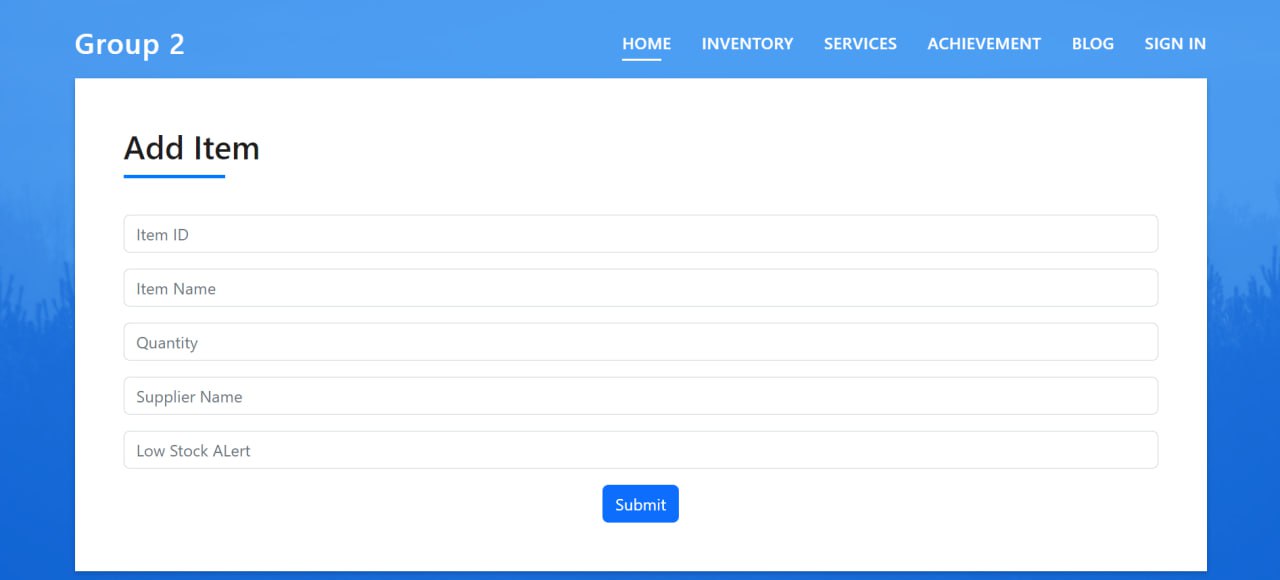 Group 2 HOME INVENTORY SERVICES ACHIEVEMENT BLOG SIGN IN
Add Item
Item ID
Item Name
Quantity
Supplier Name
Low Stock ALert
Submit